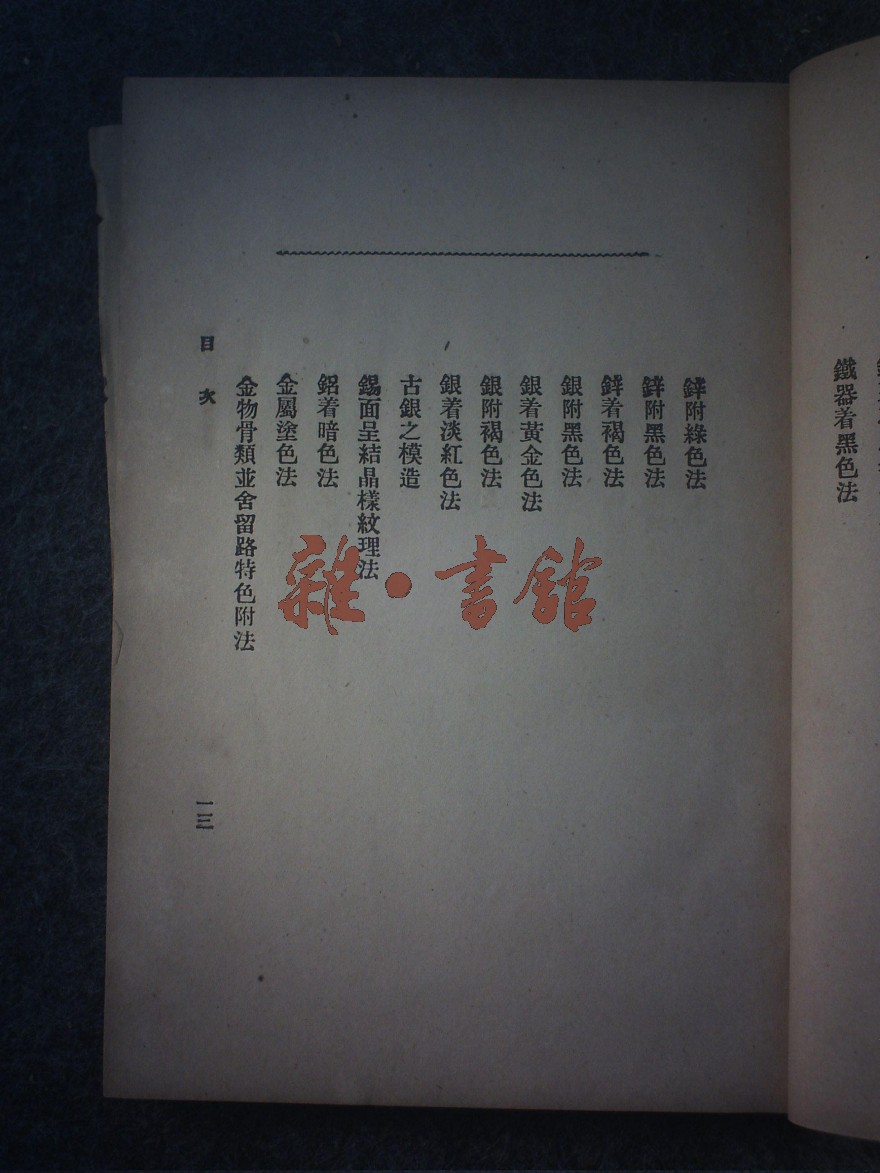 鐵器着黑色法
鋅附綠色法
鋅附黑色法
鋅着褐色法
銀附黑色法
銀着黃金色法
銀附褐色法
銀着淡紅色法
古銀之模造
錫面呈結晶樣紋理法
鋁着暗色法
金屬塗色法
金物骨類並舍留路特色附法
目次
一三
雜·書館